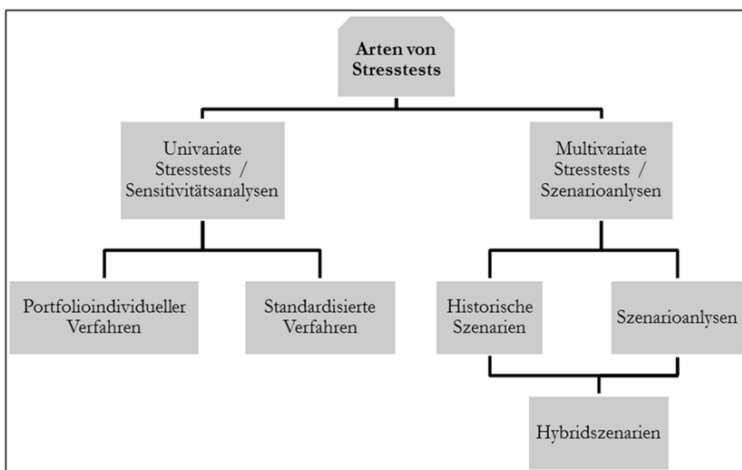 Arten von
Stresstests
Univariate
Stresstests /
Sensitivitätsanalysen
Multivariate
Stresstests /
Szenarioanlysen
Portfolioindividueller
Verfahren
Standardisierte
Verfahren
Historische
Szenarien
Szenarioanlysen
Hybridszenarien